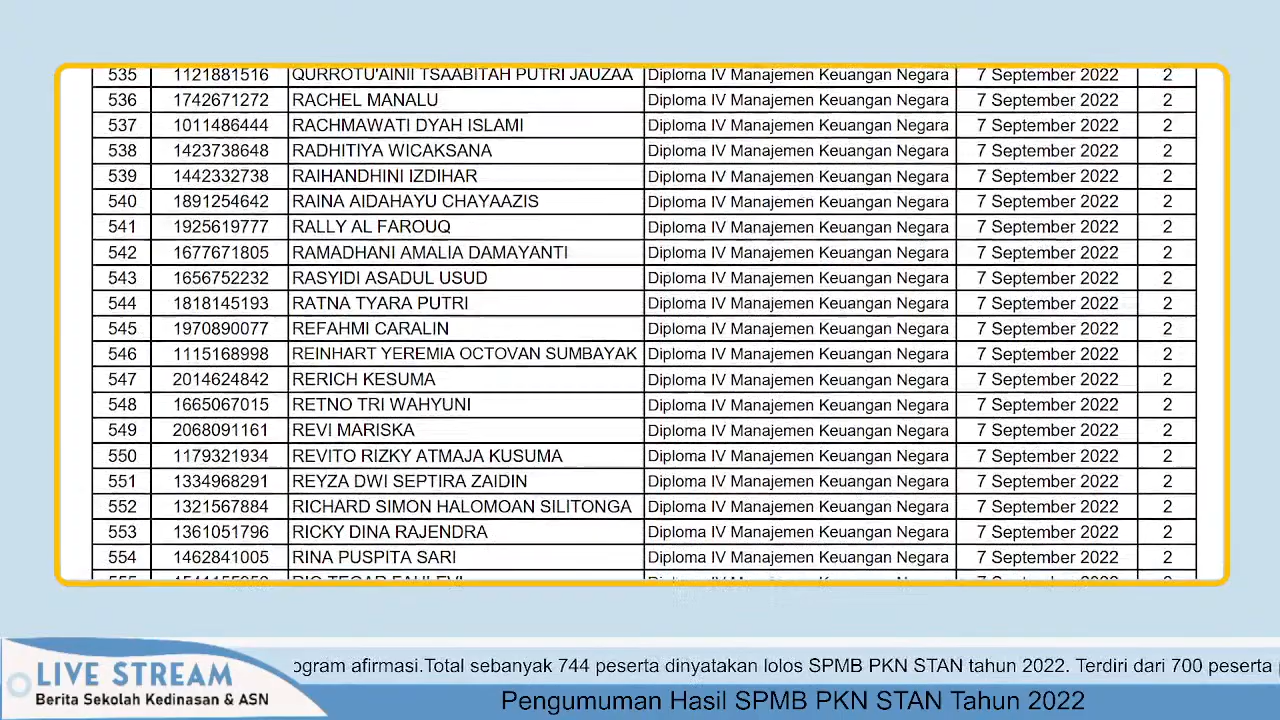 535 1121881516 QURROTU'AINII TSAABITAH PUTRI JAUZAA Diploma IV Manajemen Keuangan Negara 7 September 2022 2
536 1742671272 RACHEL MANALU Diploma IV Manajemen Keuangan Negara 7 September 2022 2
537 1011486444 RACHMAWATI DYAH ISLAMI Diploma IV Manajemen Keuangan Negara 7 September 2022 2
538 1423738648 RADHITIYA WICAKSANA Diploma IV Manajemen Keuangan Negara 7 September 2022 2
539 1442332738 RAIHANDHINI IZDIHAR Diploma IV Manajemen Keuangan Negara 7 September 2022 2
540 1891254642 RAINA AIDAHAYU CHAYAAZIS Diploma IV Manajemen Keuangan Negara 7 September 2022 2
541 1925619777 RALLY AL FAROUQ Diploma IV Manajemen Keuangan Negara 7 September 2022 2
542 1677671805 RAMADHANI AMALIA DAMAYANTI Diploma IV Manajemen Keuangan Negara 7 September 2022 2
543 1656752232 RASYIDI ASADUL USUD Diploma IV Manajemen Keuangan Negara 7 September 2022 2
544 1818145193 RATNA TYARA PUTRI Diploma IV Manajemen Keuangan Negara 7 September 2022 2
545 1970890077 REFAHMI CARALIN Diploma IV Manajemen Keuangan Negara 7 September 2022 2
546 1115168998 REINHART YEREMIA OCTOVAN SUMBAYAK Diploma IV Manajemen Keuangan Negara 7 September 2022 2
547 2014624842 RERICH KESUMA Diploma IV Manajemen Keuangan Negara 7 September 2022 2
548 1665067015 RETNO TRI WAHYUNI Diploma IV Manajemen Keuangan Negara 7 September 2022 2
549 2068091161 REVI MARISKA Diploma IV Manajemen Keuangan Negara 7 September 2022 2
550 1179321934 REVITO RIZKY ATMAJA KUSUMA Diploma IV Manajemen Keuangan Negara 7 September 2022 2
551 1334968291 REYZA DWI SEPTIRA ZAIDIN Diploma IV Manajemen Keuangan Negara 7 September 2022 2
552 1321567884 RICHARD SIMON HALOMOAN SILITONGA Diploma IV Manajemen Keuangan Negara 7 September 2022 2
553 1361051796 RICKY DINA RAJENDRA Diploma IV Manajemen Keuangan Negara 7 September 2022 2
554 1462841005 RINA PUSPITA SARI Diploma IV Manajemen Keuangan Negara 7 September 2022 2
LIVE STREAM
Berita Sekolah Kedinasan & ASN
ogram afirmasi.Total sebanyak 744 peserta dinyatakan lolos SPMB PKN STAN tahun 2022. Terdiri dari 700 peserta
Pengumuman Hasil SPMB PKN STAN Tahun 2022